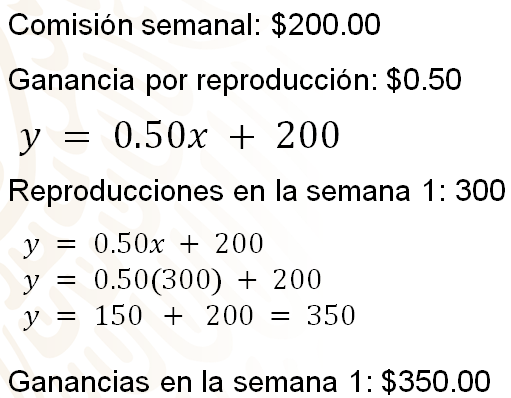 Comisión semanal: $200.00
Ganancia por reproducción: $0.50
y = 0.50x + 200
Reproducciones en la semana 1: 300
y = 0.50x + 200
y = 0.50(300) + 200
y = 150 + 200 = 350
Ganancias en la semana 1: $350.00